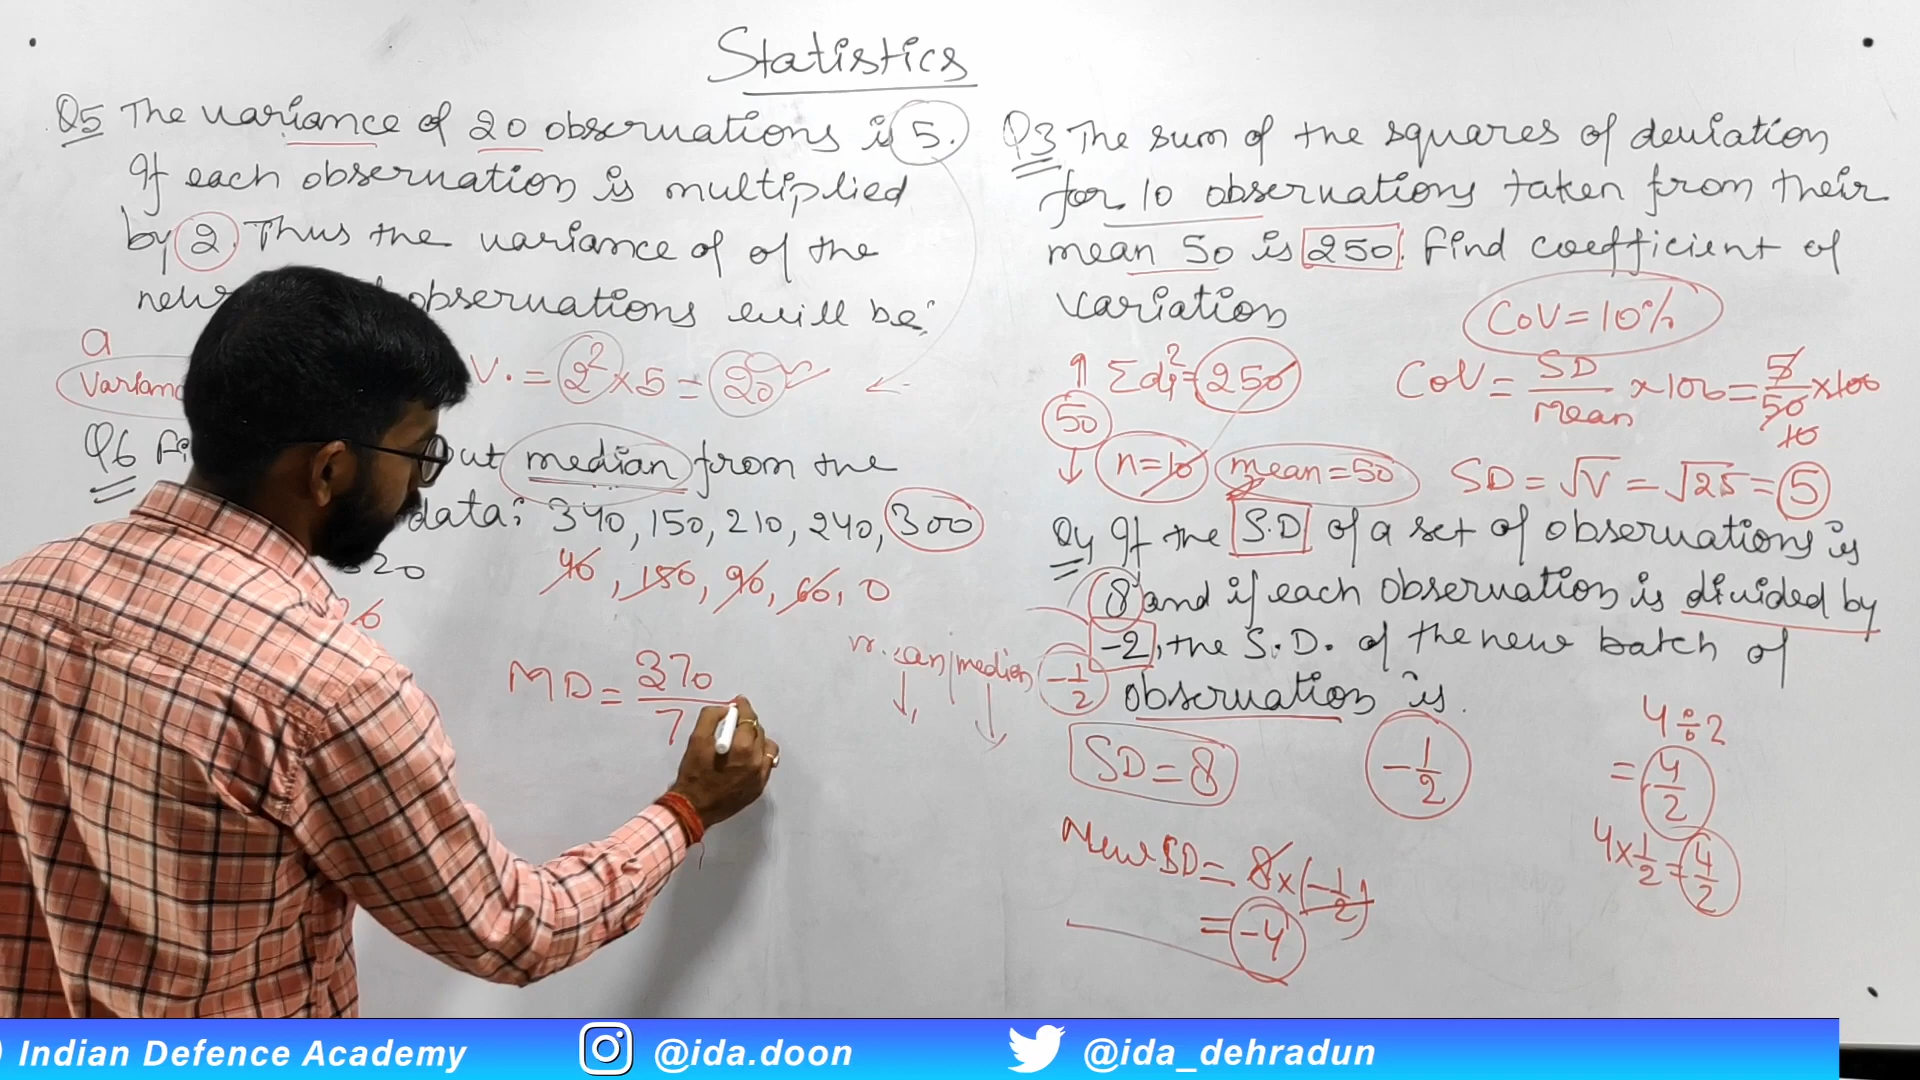 Statistics
Q5 The variance of 20 observations is 5.
If each observation is multiplied
by 2. Thus the variance of of the
new observations will be:
a
V. = 2² × 5 = 20
Q6 out median from the
data: 340, 150, 210, 240, 300
320
40, 150, 90, 60, 0
MD = 370
7
median
Q3 The sum of the squares of deviation
for 10 observations taken from their
mean 50 is 250. Find coefficient of
variation
CoV = 10%
Σdi² = 250
50
n = 10
mean = 50
CoV = SD/Mean × 100 = 5/50 × 100
10
SD = √V = √25 = 5
Q4 If the S.D of a set of observations is
8 and if each observation is divided by
-2, the S.D. of the new batch of
-1/2
observation is.
SD = 8
-1/2
4 ÷ 2
= 4/2
4 × 1/2 = 4/2
New SD = 8 × (-1/2)
= -4
Indian Defence Academy
@ida.doon
@ida_dehradun